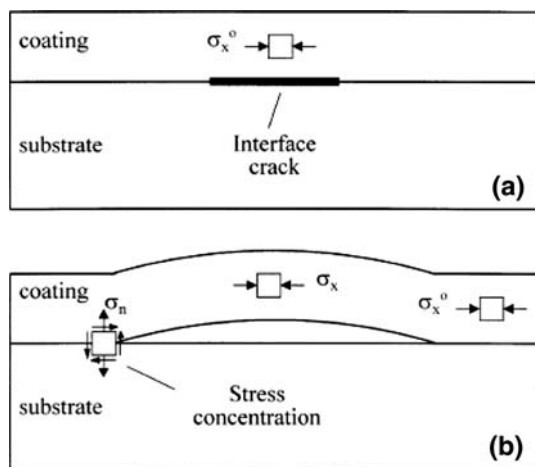 coating
σₓ°
substrate
Interface
crack
(a)
coating
σₙ
σₓ
σₓ°
substrate
Stress
concentration
(b)